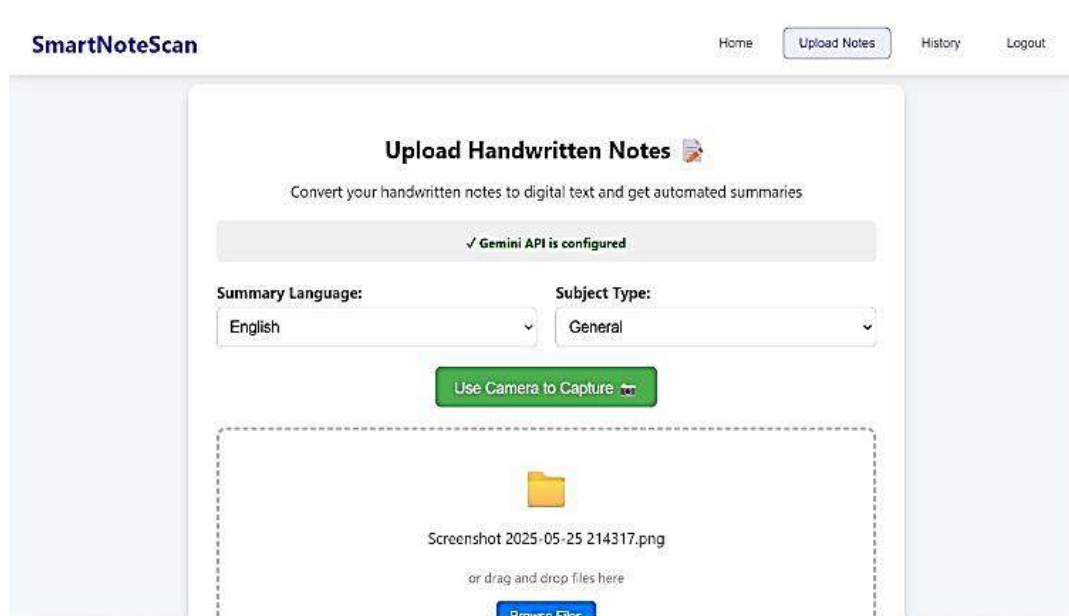 SmartNoteScan
Home Upload Notes History Logout
Upload Handwritten Notes
Convert your handwritten notes to digital text and get automated summaries
✓ Gemini API is configured
Summary Language: Subject Type:
English General
Use Camera to Capture
Screenshot 2025-05-25 214317.png
or drag and drop files here
Browse Files